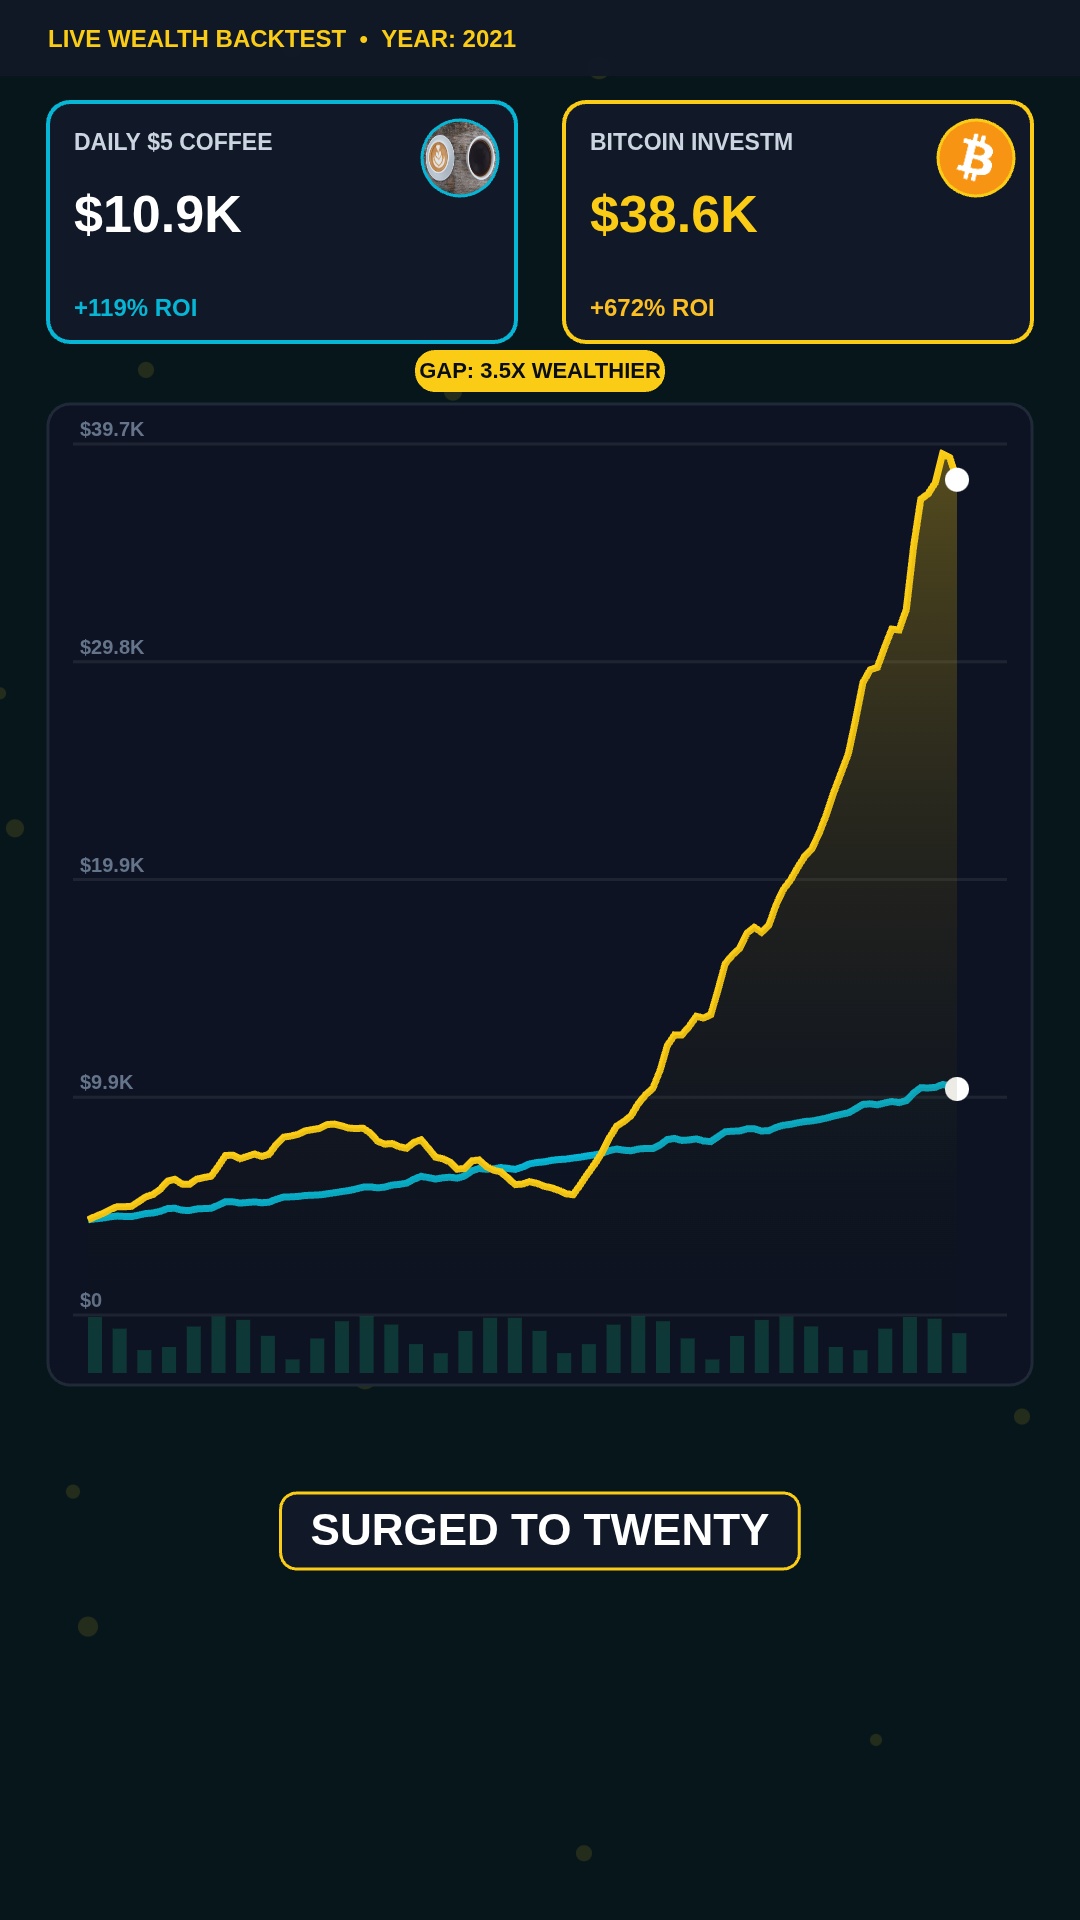 LIVE WEALTH BACKTEST • YEAR: 2021
DAILY $5 COFFEE
$10.9K
+119% ROI
BITCOIN INVESTM
$38.6K
+672% ROI
GAP: 3.5X WEALTHIER
$39.7K
$29.8K
$19.9K
$9.9K
$0
SURGED TO TWENTY